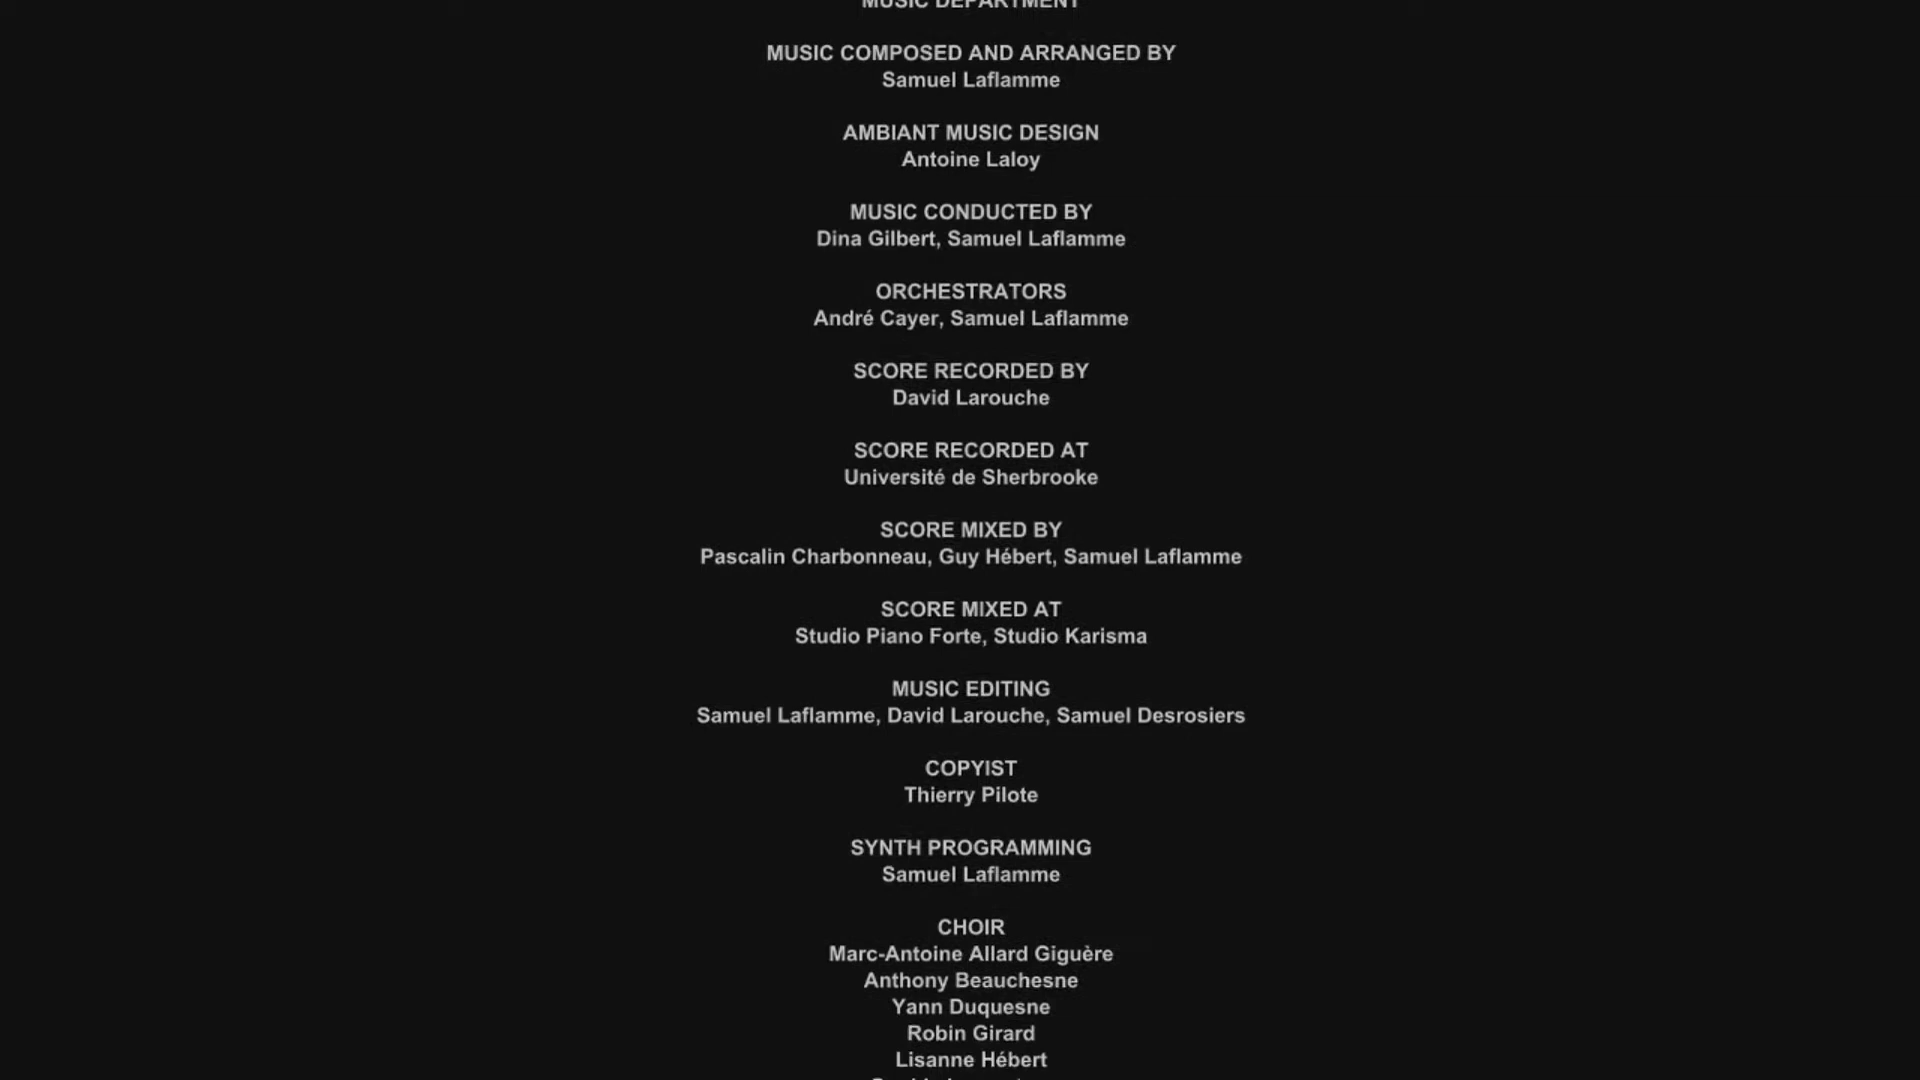 MUSIC DEPARTMENT
MUSIC COMPOSED AND ARRANGED BY
Samuel Laflamme
AMBIANT MUSIC DESIGN
Antoine Laloy
MUSIC CONDUCTED BY
Dina Gilbert, Samuel Laflamme
ORCHESTRATORS
André Cayer, Samuel Laflamme
SCORE RECORDED BY
David Larouche
SCORE RECORDED AT
Université de Sherbrooke
SCORE MIXED BY
Pascalin Charbonneau, Guy Hébert, Samuel Laflamme
SCORE MIXED AT
Studio Piano Forte, Studio Karisma
MUSIC EDITING
Samuel Laflamme, David Larouche, Samuel Desrosiers
COPYIST
Thierry Pilote
SYNTH PROGRAMMING
Samuel Laflamme
CHOIR
Marc-Antoine Allard Giguère
Anthony Beauchesne
Yann Duquesne
Robin Girard
Lisanne Hébert